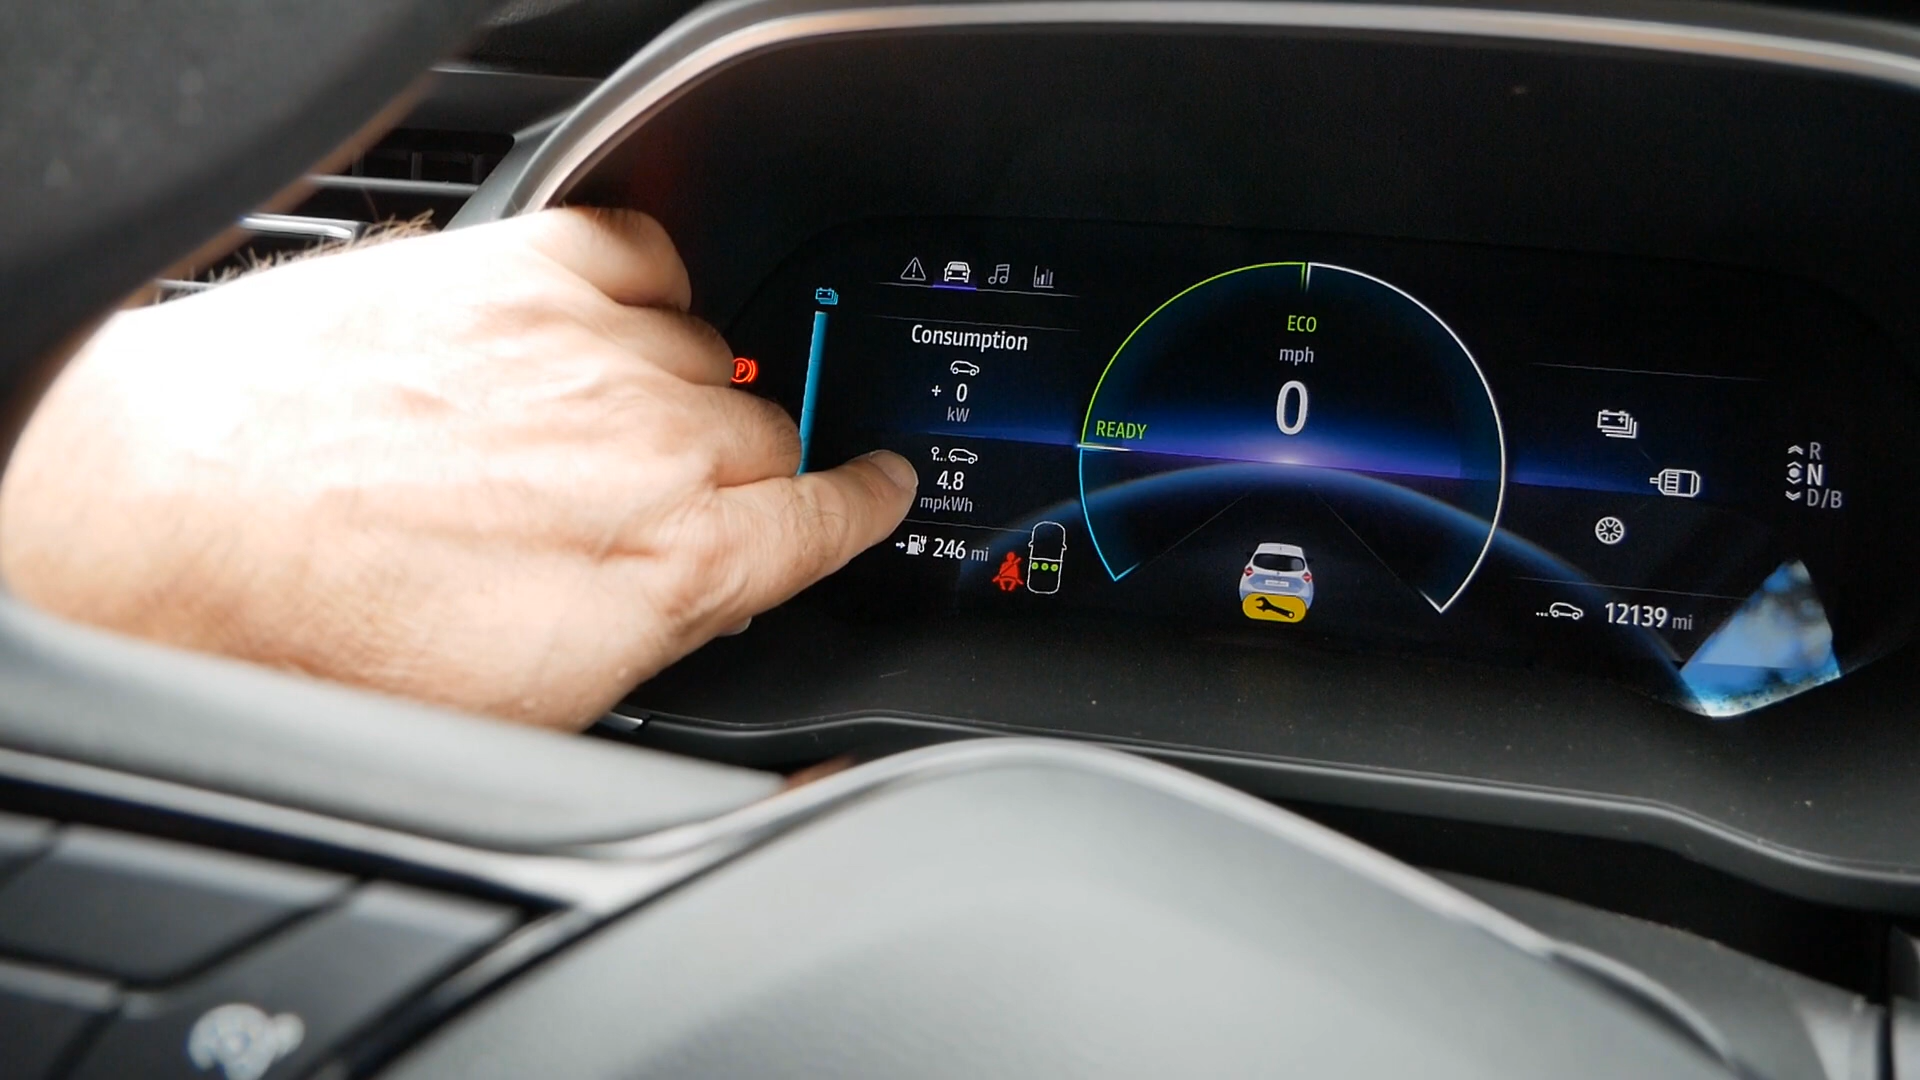 Consumption
+ 0
kW
4.8
mpkWh
246 mi
P
ECO
mph
0
READY
R
N
D/B
12139 mi